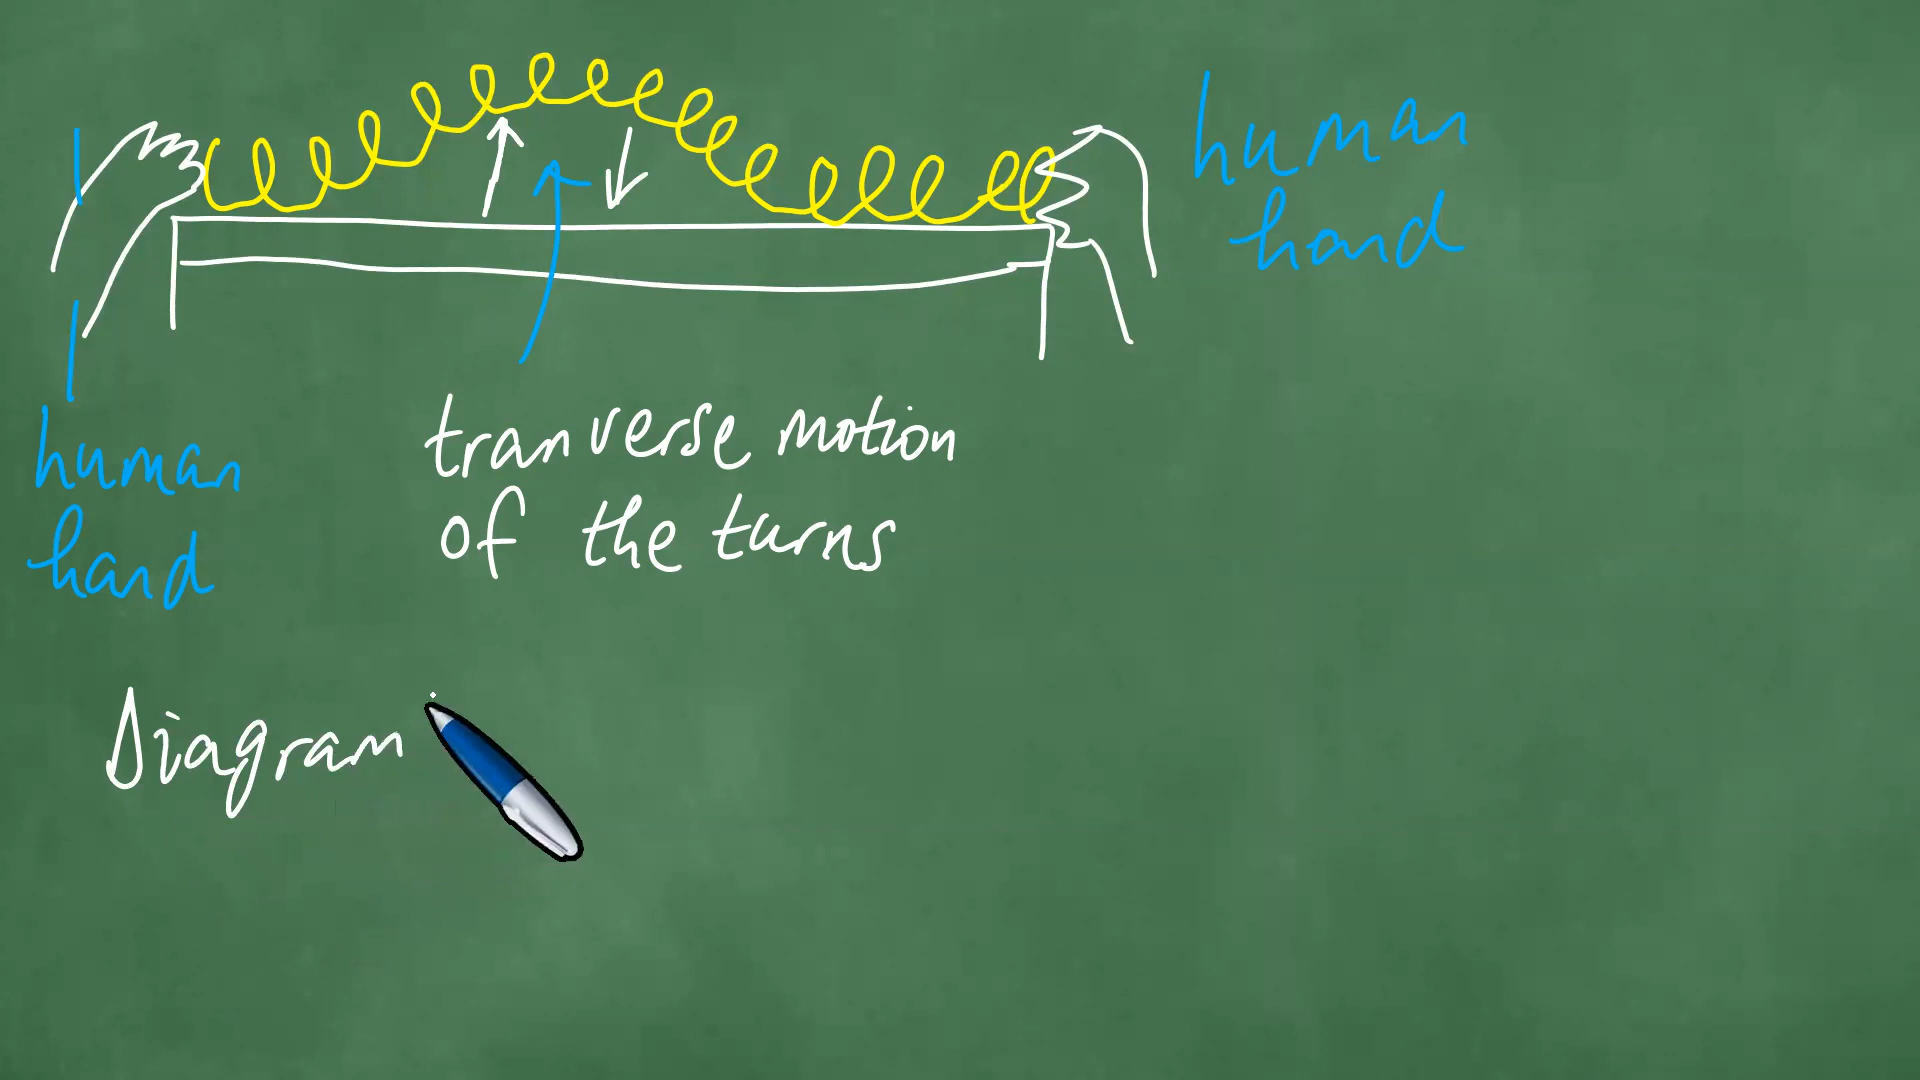 human
hand
human
hand
tranverse motion
of the turns
Diagram